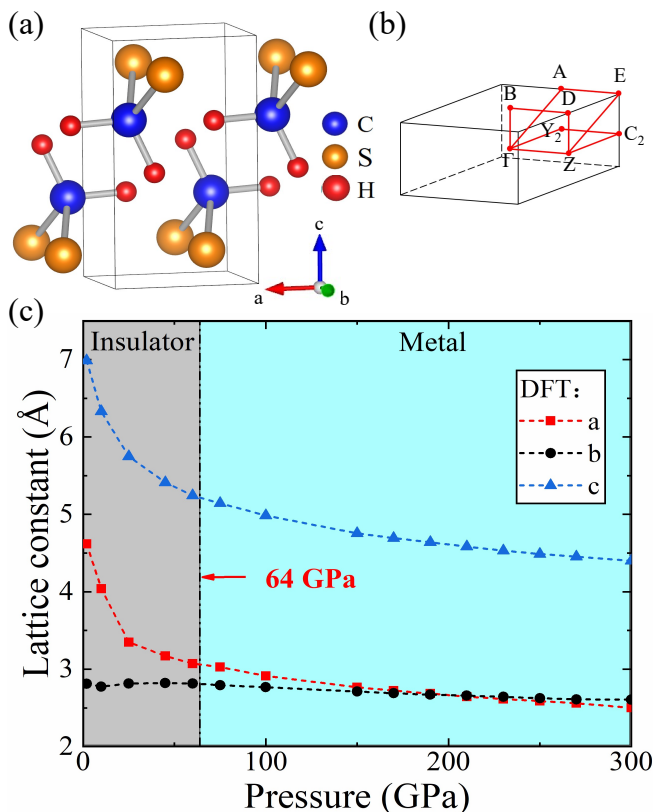 (a)
C
S
H
c
a
b
(b)
A
E
B
D
Y2
C2
Γ
Z
(c)
Insulator
Metal
DFT：
a
b
c
64 GPa
Lattice constant (Å)
7
6
5
4
3
2
0
100
200
300
Pressure (GPa)